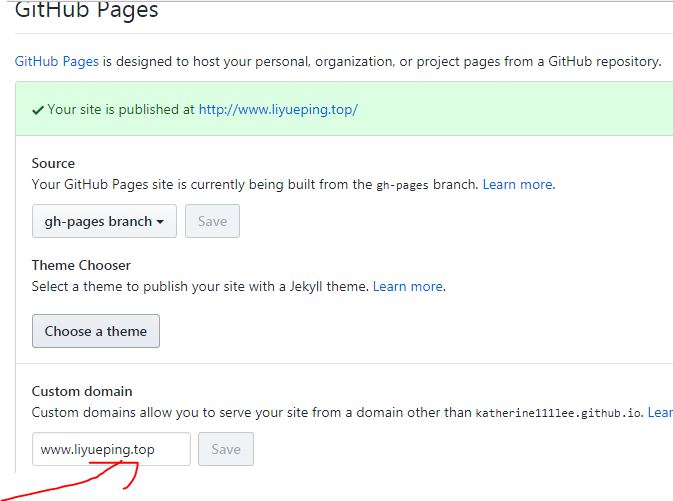 GitHub Pages
GitHub Pages is designed to host your personal, organization, or project pages from a GitHub repository.
Your site is published at http://www.liyueping.top/
Source
Your GitHub Pages site is currently being built from the gh-pages branch. Learn more.
gh-pages branch Save
Theme Chooser
Select a theme to publish your site with a Jekyll theme. Learn more.
Choose a theme
Custom domain
Custom domains allow you to serve your site from a domain other than katherine1111lee.github.io. Lear
www.liyueping.top Save